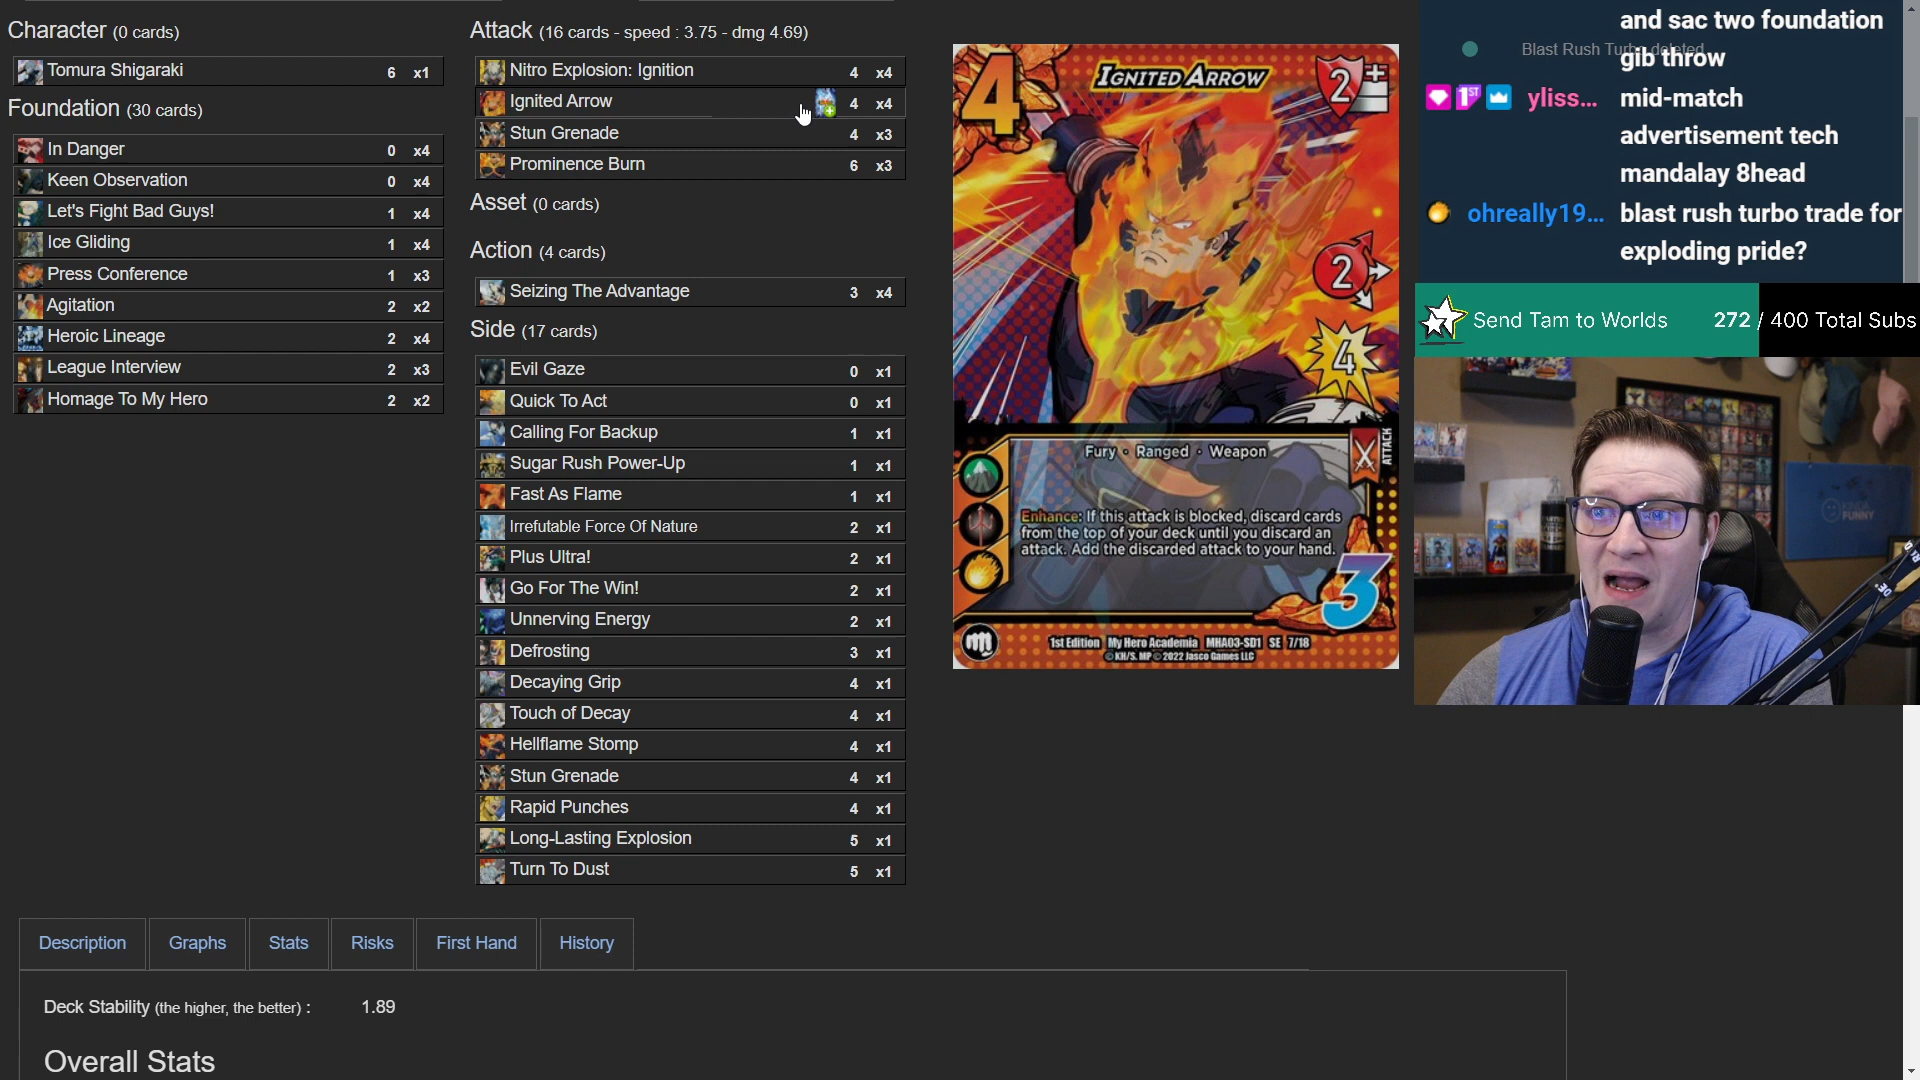 Character (0 cards)
Tomura Shigaraki 6 x1
Foundation (30 cards)
In Danger 0 x4
Keen Observation 0 x4
Let's Fight Bad Guys! 1 x4
Ice Gliding 1 x4
Press Conference 1 x3
Agitation 2 x2
Heroic Lineage 2 x4
League Interview 2 x3
Homage To My Hero 2 x2
Attack (16 cards - speed : 3.75 - dmg 4.69)
Nitro Explosion: Ignition 4 x4
Ignited Arrow 4 x4
Stun Grenade 4 x3
Prominence Burn 6 x3
Asset (0 cards)
Action (4 cards)
Seizing The Advantage 3 x4
Side (17 cards)
Evil Gaze 0 x1
Quick To Act 0 x1
Calling For Backup 1 x1
Sugar Rush Power-Up 1 x1
Fast As Flame 1 x1
Irrefutable Force Of Nature 2 x1
Plus Ultra! 2 x1
Go For The Win! 2 x1
Unnerving Energy 2 x1
Defrosting 3 x1
Decaying Grip 4 x1
Touch of Decay 4 x1
Hellflame Stomp 4 x1
Stun Grenade 4 x1
Rapid Punches 4 x1
Long-Lasting Explosion 5 x1
Turn To Dust 5 x1
4 Ignited Arrow 2 +
2
4
ATTACK
Fury • Ranged • Weapon
Enhance: If this attack is blocked, discard cards
from the top of your deck until you discard an
attack. Add the discarded attack to your hand.
3
1st Edition My Hero Academia MHA03-SD1 SE 7/18
© KH/S. MP © 2022 Jasco Games LLC
and sac two foundation
Blast Rush Turbo deleted
gib throw
1ST yliss... mid-match
advertisement tech
mandalay 8head
ohreally19... blast rush turbo trade for
exploding pride?
Send Tam to Worlds 272 / 400 Total Subs
FUNNY
Description Graphs Stats Risks First Hand History
Deck Stability (the higher, the better) : 1.89
Overall Stats